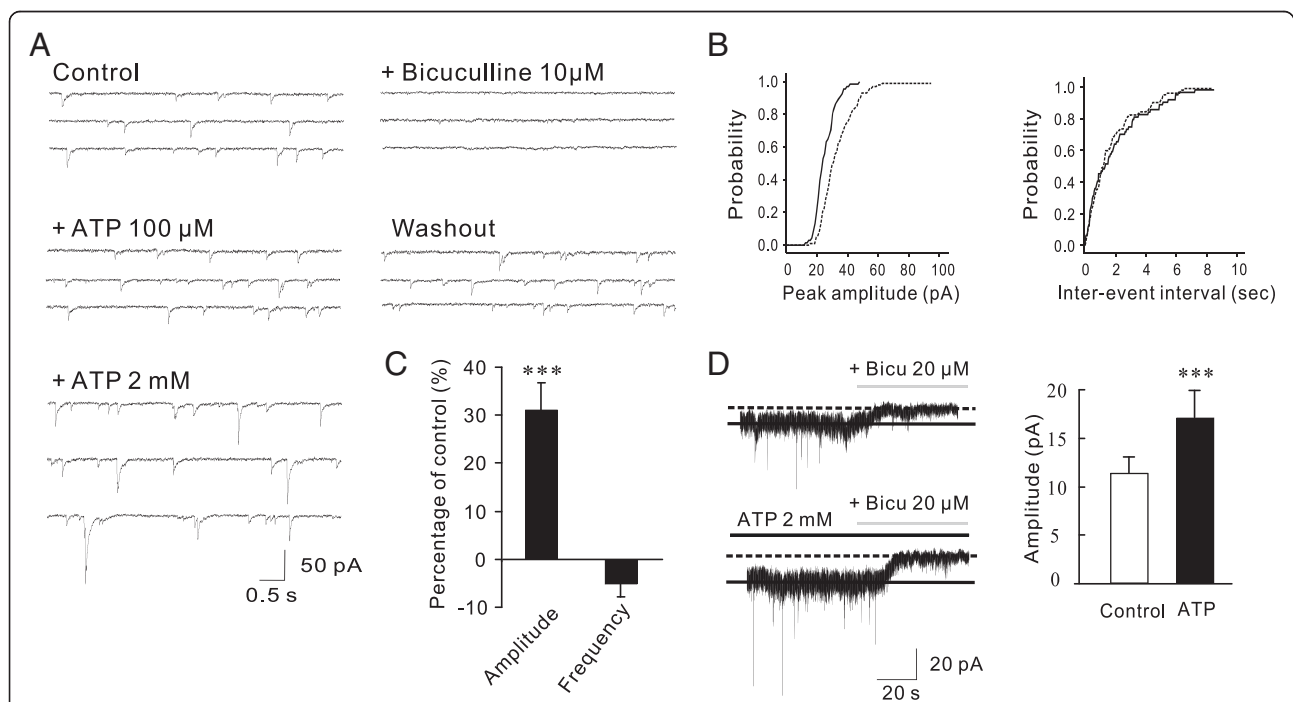 A
Control
+ Bicuculline 10µM
+ ATP 100 µM
Washout
+ ATP 2 mM
50 pA
0.5 s
B
Probability
1.0
0.8
0.6
0.4
0.2
0.0
0 20 40 60 80 100
Peak amplitude (pA)
Probability
1.0
0.8
0.6
0.4
0.2
0.0
0 2 4 6 8 10
Inter-event interval (sec)
C
Percentage of control (%)
40
30
20
10
0
-10
***
Amplitude
Frequency
D
+ Bicu 20 µM
+ Bicu 20 µM
ATP 2 mM
20 pA
20 s
Amplitude (pA)
20
15
10
5
0
***
Control ATP